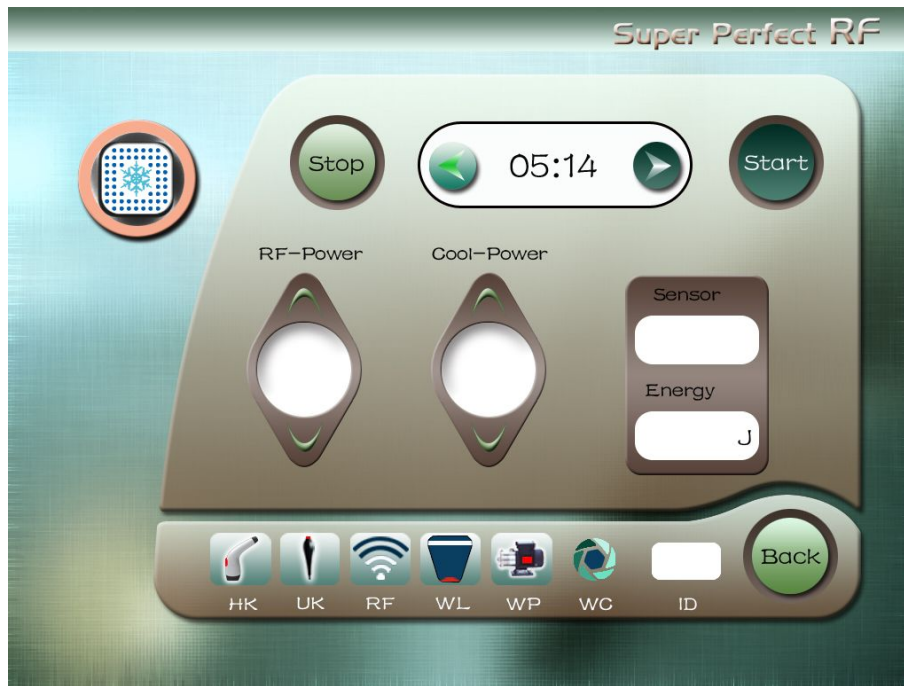 Super Perfect RF
Stop
05:14
Start
RF-Power
Cool-Power
Sensor
Energy
J
Back
HK UK RF WL WP WC ID